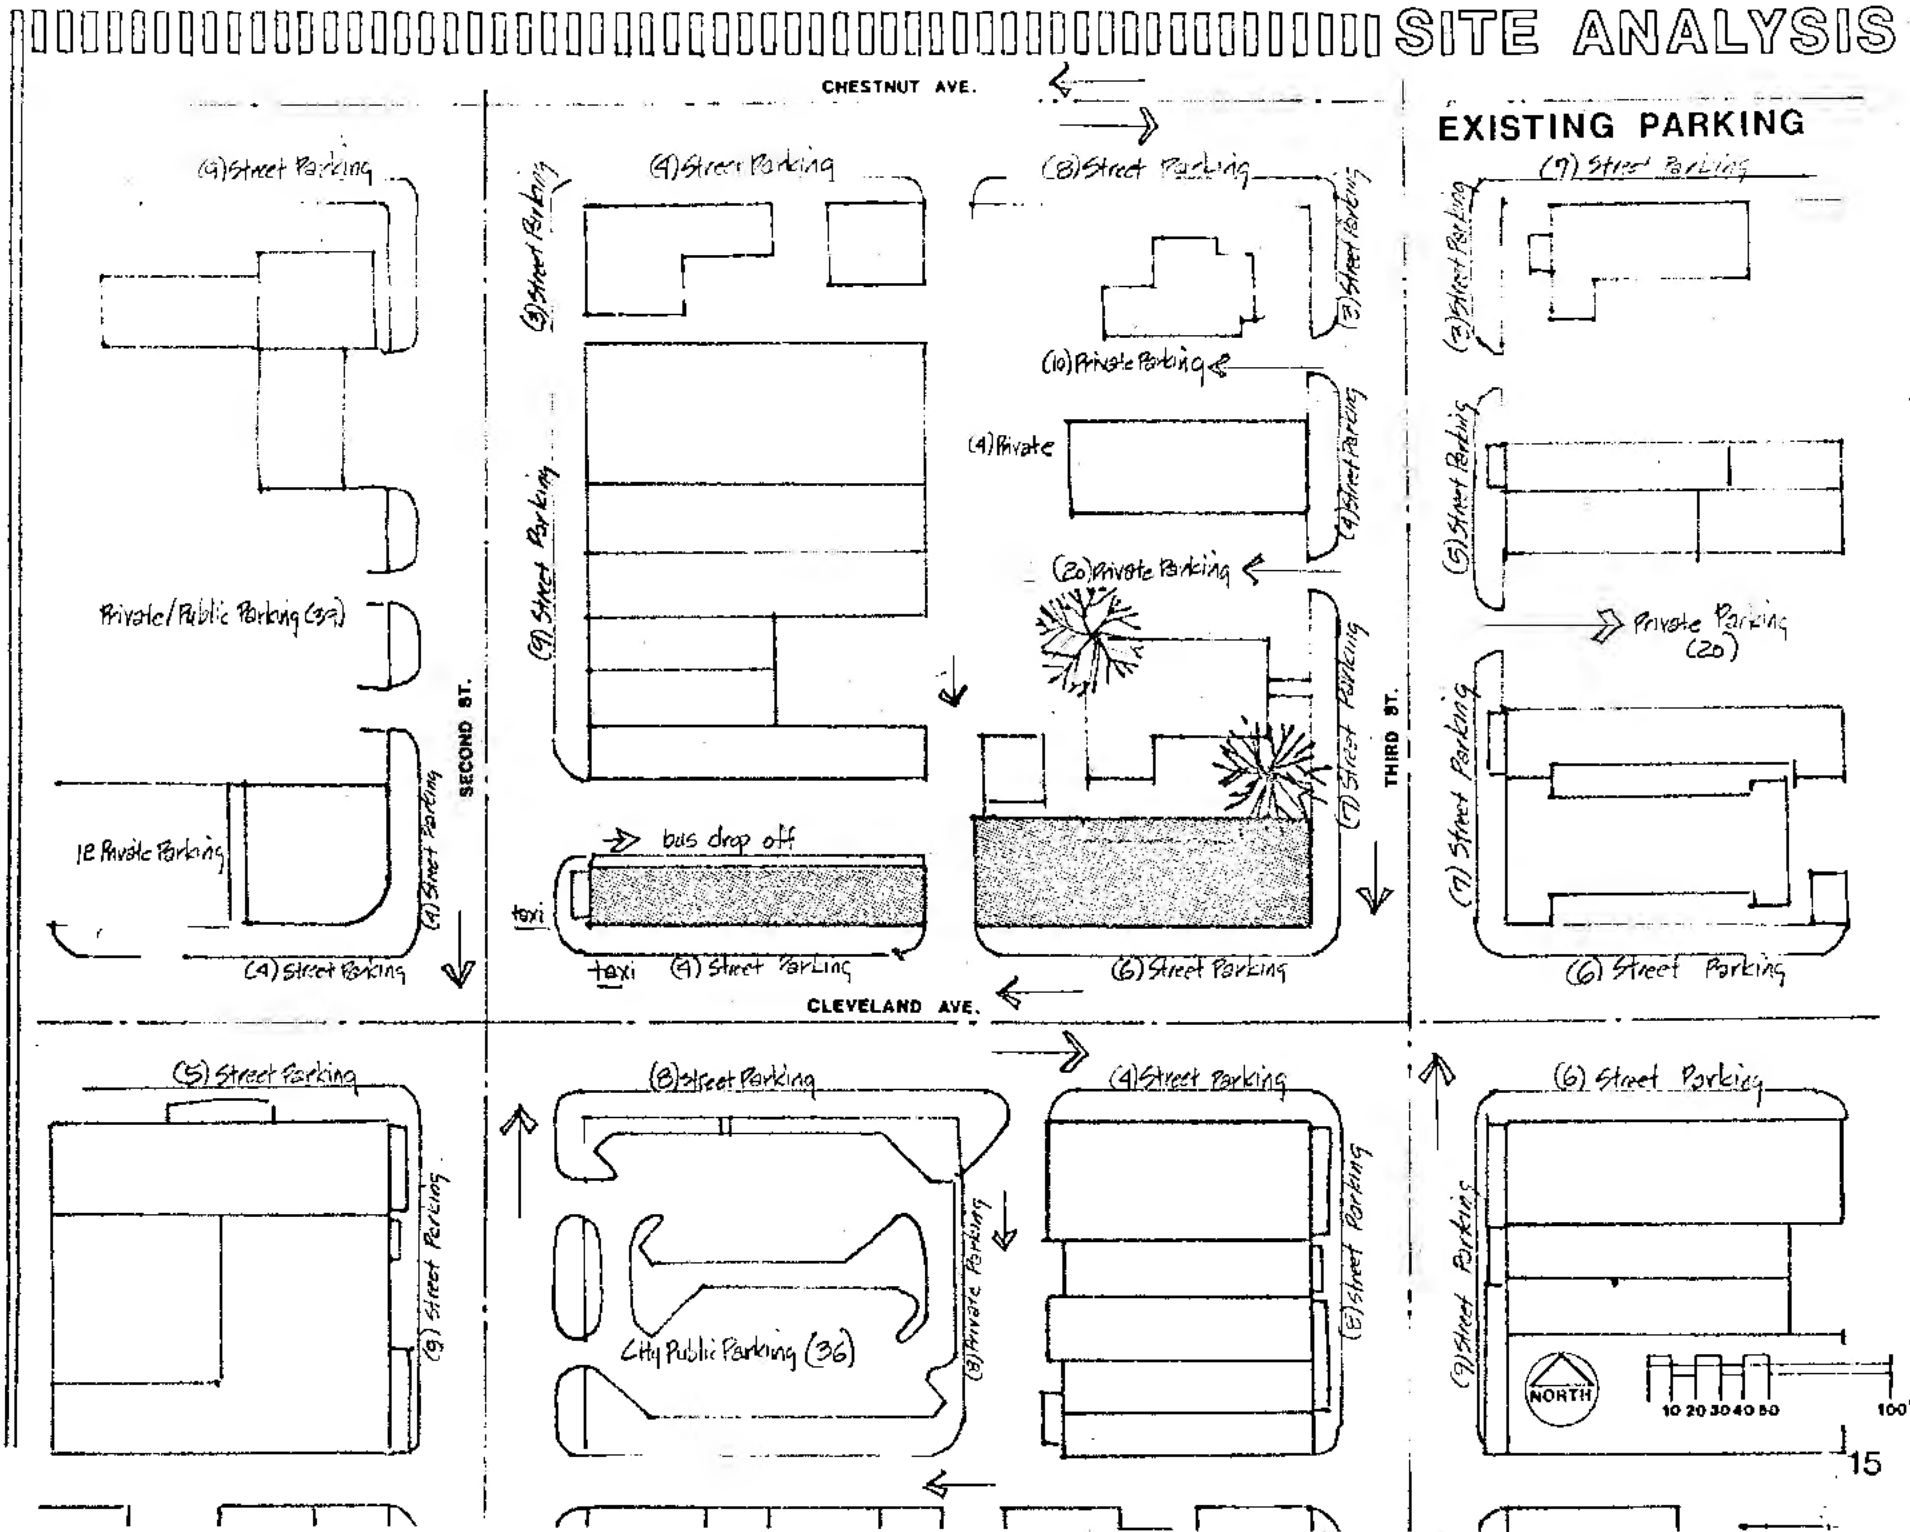 SITE ANALYSIS
CHESTNUT AVE.
EXISTING PARKING
(9) Street Parking
(4) Street Parking
(8) Street Parking
(7) Street Parking
(3) Street Parking
(3) Street Parking
(3) Street Parking
(10) Private Parking
(4) Private
(4) Street Parking
(5) Street Parking
(9) Street Parking
(20) Private Parking
Private/Public Parking (39)
Private Parking
(20)
SECOND ST.
THIRD ST.
(7) Street Parking
(7) Street Parking
(4) Street Parking
12 Private Parking
bus drop off
taxi
(4) Street Parking
taxi
(4) Street Parking
(6) Street Parking
(6) Street Parking
CLEVELAND AVE.
(5) Street Parking
(8) Street Parking
(4) Street Parking
(6) Street Parking
(9) Street Parking
(8) Private Parking
(8) Street Parking
(9) Street Parking
City Public Parking (36)
NORTH
10 20 30 40 50 100'
15